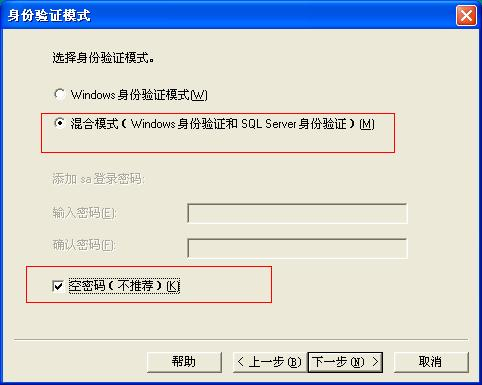 身份验证模式
选择身份验证模式。
Windows 身份验证模式(W)
混合模式（Windows 身份验证和 SQL Server 身份验证）(M)
添加 sa 登录密码:
输入密码(E):
确认密码(F):
空密码（不推荐）(K)
帮助 < 上一步(B) 下一步(N) > 取消